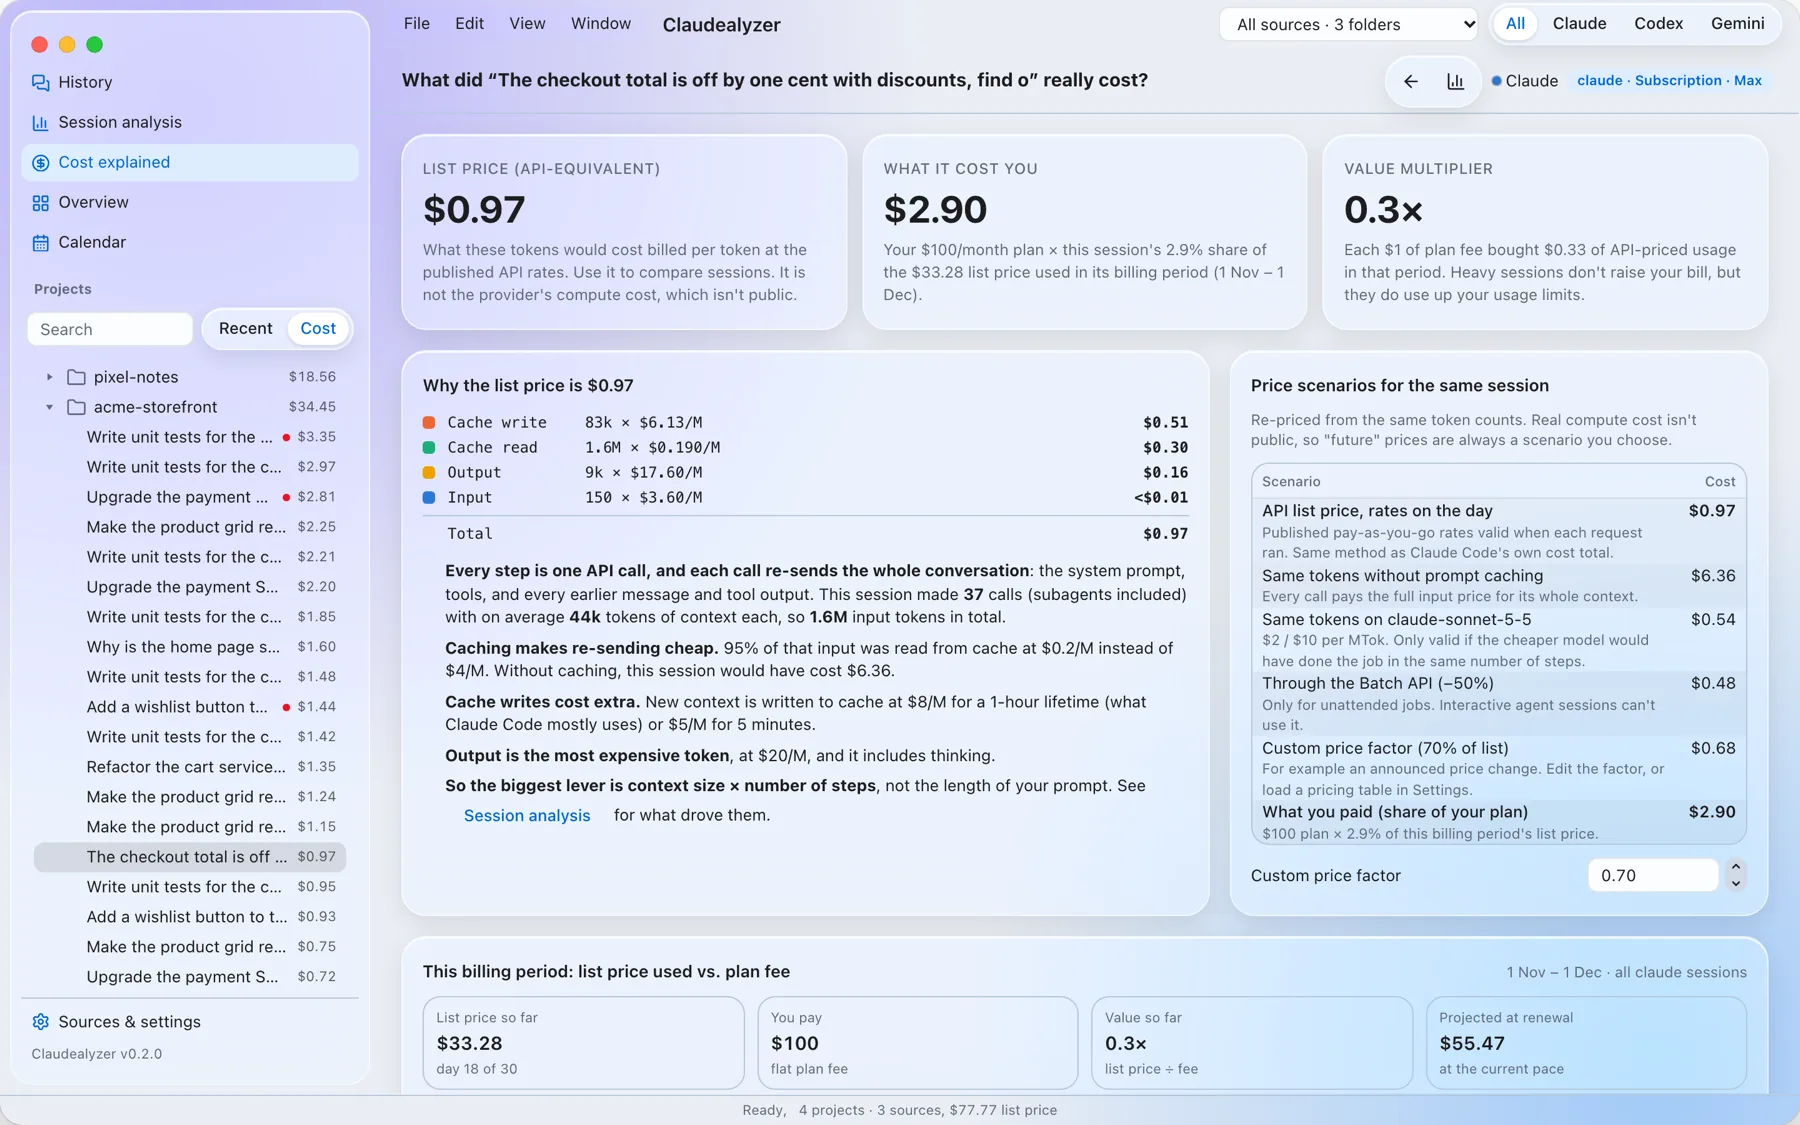 File Edit View Window Claudealyzer
All sources · 3 folders
All Claude Codex Gemini
History
Session analysis
Cost explained
Overview
Calendar
Projects
Search
Recent Cost
pixel-notes $18.56
acme-storefront $34.45
Write unit tests for the ... $3.35
Write unit tests for the c... $2.97
Upgrade the payment ... $2.81
Make the product grid re... $2.25
Write unit tests for the c... $2.21
Upgrade the payment S... $2.20
Write unit tests for the c... $1.85
Why is the home page s... $1.60
Write unit tests for the c... $1.48
Add a wishlist button t... $1.44
Write unit tests for the c... $1.42
Refactor the cart service... $1.35
Make the product grid re... $1.24
Make the product grid re... $1.15
The checkout total is off ... $0.97
Write unit tests for the c... $0.95
Add a wishlist button to t... $0.93
Make the product grid re... $0.75
Upgrade the payment S... $0.72
Sources & settings
Claudealyzer v0.2.0
What did “The checkout total is off by one cent with discounts, find o” really cost?
Claude claude · Subscription · Max
LIST PRICE (API-EQUIVALENT)
$0.97
What these tokens would cost billed per token at the
published API rates. Use it to compare sessions. It is
not the provider's compute cost, which isn't public.
WHAT IT COST YOU
$2.90
Your $100/month plan × this session's 2.9% share of
the $33.28 list price used in its billing period (1 Nov – 1
Dec).
VALUE MULTIPLIER
0.3×
Each $1 of plan fee bought $0.33 of API-priced usage
in that period. Heavy sessions don't raise your bill, but
they do use up your usage limits.
Why the list price is $0.97
Cache write 83k × $6.13/M $0.51
Cache read 1.6M × $0.190/M $0.30
Output 9k × $17.60/M $0.16
Input 150 × $3.60/M <$0.01
Total $0.97
Every step is one API call, and each call re-sends the whole conversation: the system prompt,
tools, and every earlier message and tool output. This session made 37 calls (subagents included)
with on average 44k tokens of context each, so 1.6M input tokens in total.
Caching makes re-sending cheap. 95% of that input was read from cache at $0.2/M instead of
$4/M. Without caching, this session would have cost $6.36.
Cache writes cost extra. New context is written to cache at $8/M for a 1-hour lifetime (what
Claude Code mostly uses) or $5/M for 5 minutes.
Output is the most expensive token, at $20/M, and it includes thinking.
So the biggest lever is context size × number of steps, not the length of your prompt. See
Session analysis for what drove them.
Price scenarios for the same session
Re-priced from the same token counts. Real compute cost isn't
public, so "future" prices are always a scenario you choose.
Scenario Cost
API list price, rates on the day $0.97
Published pay-as-you-go rates valid when each request
ran. Same method as Claude Code's own cost total.
Same tokens without prompt caching $6.36
Every call pays the full input price for its whole context.
Same tokens on claude-sonnet-5-5 $0.54
$2 / $10 per MTok. Only valid if the cheaper model would
have done the job in the same number of steps.
Through the Batch API (−50%) $0.48
Only for unattended jobs. Interactive agent sessions can't
use it.
Custom price factor (70% of list) $0.68
For example an announced price change. Edit the factor, or
load a pricing table in Settings.
What you paid (share of your plan) $2.90
$100 plan × 2.9% of this billing period's list price.
Custom price factor 0.70
This billing period: list price used vs. plan fee
1 Nov – 1 Dec · all claude sessions
List price so far
$33.28
day 18 of 30
You pay
$100
flat plan fee
Value so far
0.3×
list price ÷ fee
Projected at renewal
$55.47
at the current pace
Ready, 4 projects · 3 sources, $77.77 list price